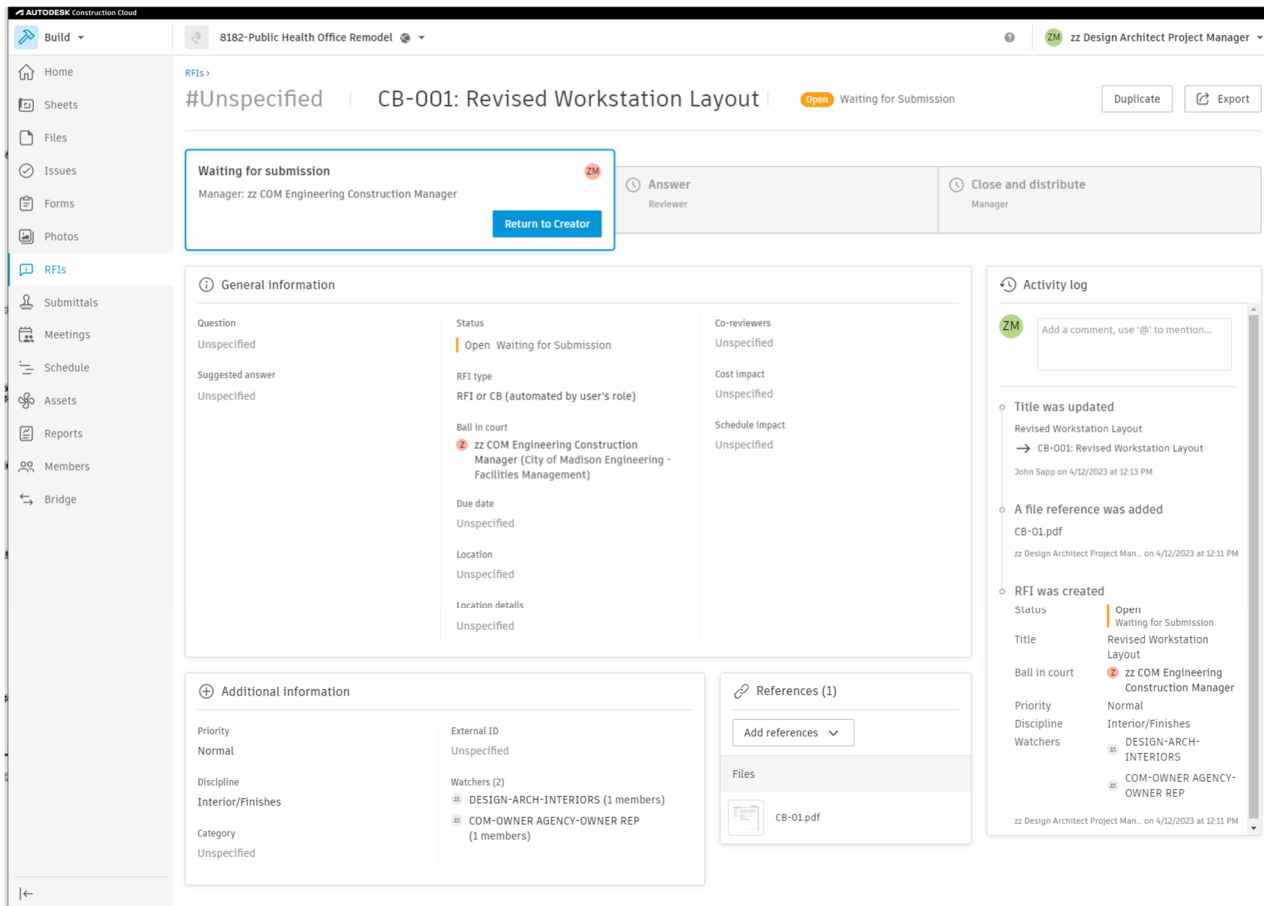 AUTODESK Construction Cloud
Build
8182-Public Health Office Remodel
ZM
zz Design Architect Project Manager
Home
Sheets
Files
Issues
Forms
Photos
RFIs
Submittals
Meetings
Schedule
Assets
Reports
Members
Bridge
RFIs >
#Unspecified
CB-001: Revised Workstation Layout
Open Waiting for Submission
Duplicate
Export
Waiting for submission
ZM
Manager: zz COM Engineering Construction Manager
Return to Creator
Answer
Reviewer
Close and distribute
Manager
General information
Question
Unspecified
Suggested answer
Unspecified
Status
Open Waiting for Submission
RFI type
RFI or CB (automated by user's role)
Ball in court
Z zz COM Engineering Construction
Manager (City of Madison Engineering -
Facilities Management)
Due date
Unspecified
Location
Unspecified
Location details
Unspecified
Co-reviewers
Unspecified
Cost impact
Unspecified
Schedule impact
Unspecified
Additional information
Priority
Normal
Discipline
Interior/Finishes
Category
Unspecified
External ID
Unspecified
Watchers (2)
DESIGN-ARCH-INTERIORS (1 members)
COM-OWNER AGENCY-OWNER REP
(1 members)
References (1)
Add references
Files
CB-01.pdf
Activity log
ZM
Add a comment, use '@' to mention...
Title was updated
Revised Workstation Layout
→ CB-001: Revised Workstation Layout
John Sapp on 4/12/2023 at 12:13 PM
A file reference was added
CB-01.pdf
zz Design Architect Project Man... on 4/12/2023 at 12:11 PM
RFI was created
Status
Open
Waiting for Submission
Title
Revised Workstation
Layout
Ball in court
Z zz COM Engineering
Construction Manager
Priority
Normal
Discipline
Interior/Finishes
Watchers
DESIGN-ARCH-
INTERIORS
COM-OWNER AGENCY-
OWNER REP
zz Design Architect Project Man... on 4/12/2023 at 12:11 PM